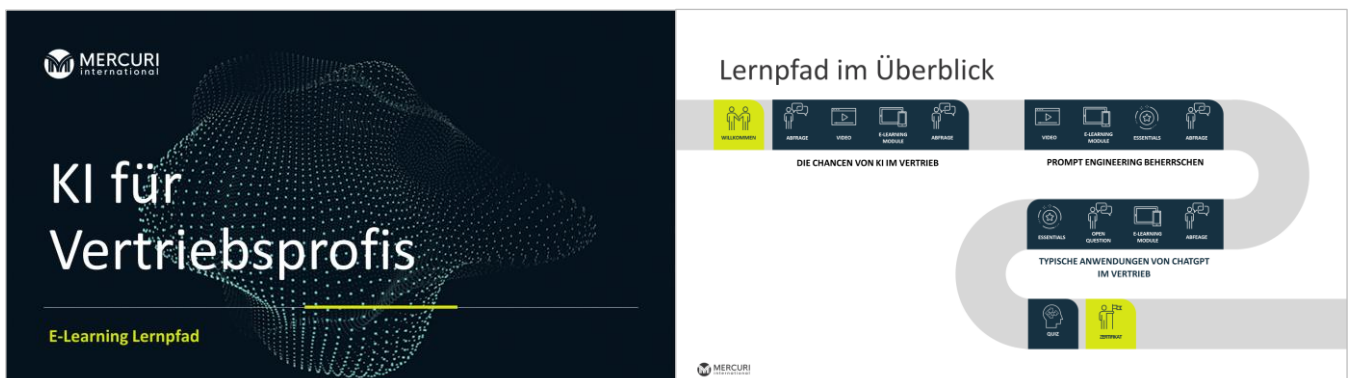 MERCURI
international
KI für
Vertriebsprofis
E-Learning Lernpfad
Lernpfad im Überblick
WILLKOMMEN
ABFRAGE
VIDEO
E-LEARNING
MODULE
ABFRAGE
DIE CHANCEN VON KI IM VERTRIEB
VIDEO
E-LEARNING
MODULE
ESSENTIALS
ABFRAGE
PROMPT ENGINEERING BEHERRSCHEN
ESSENTIALS
OPEN
QUESTION
E-LEARNING
MODULE
ABFEAGE
TYPISCHE ANWENDUNGEN VON CHATGPT
IM VERTRIEB
QUIZ
ZERTIFIKAT
MERCURI
international